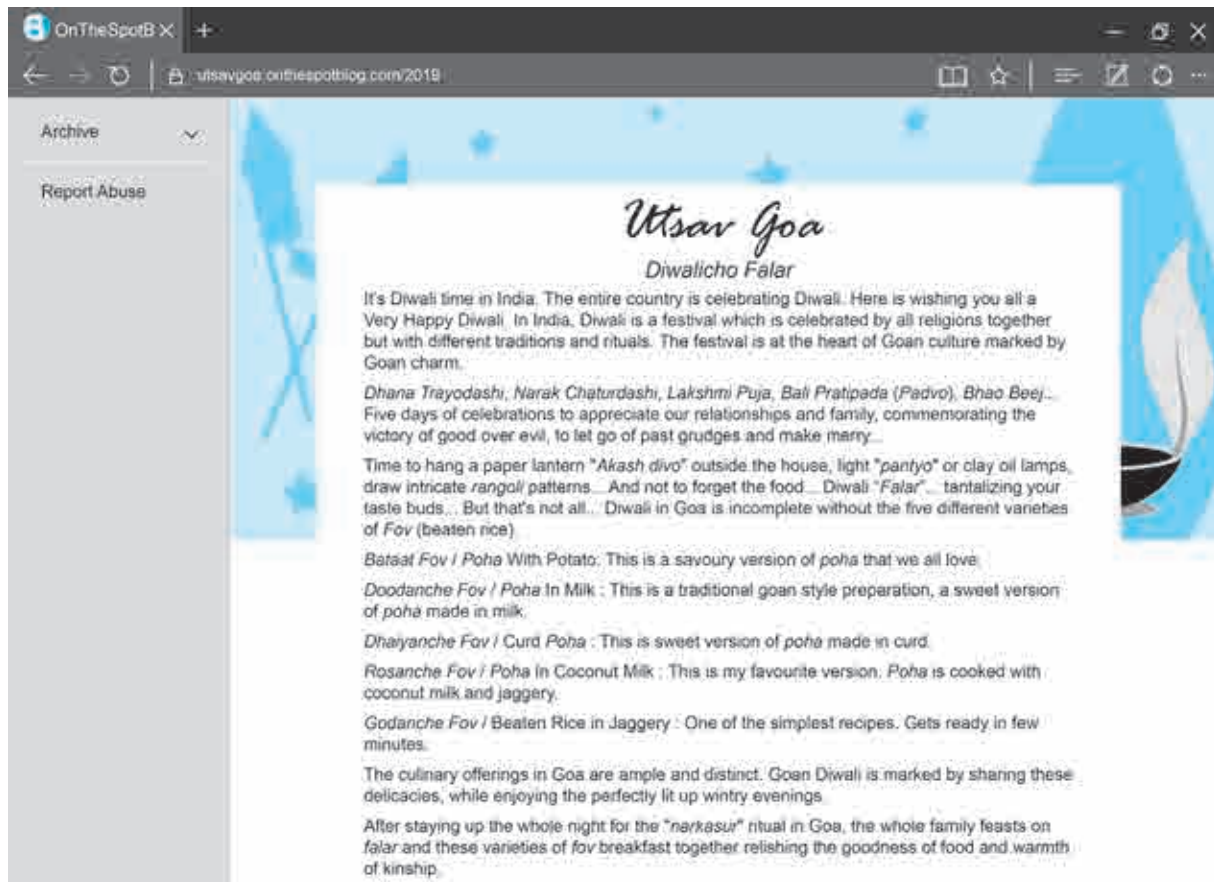 OnTheSpotB
utsavgoa.onthespotblog.com/2019
Archive
Report Abuse
Utsav Goa
Diwalicho Falar
It's Diwali time in India. The entire country is celebrating Diwali. Here is wishing you all a
Very Happy Diwali. In India, Diwali is a festival which is celebrated by all religions together
but with different traditions and rituals. The festival is at the heart of Goan culture marked by
Goan charm.
Dhana Trayodashi, Narak Chaturdashi, Lakshmi Puja, Bali Pratipada (Padvo), Bhao Beej...
Five days of celebrations to appreciate our relationships and family, commemorating the
victory of good over evil, to let go of past grudges and make merry...
Time to hang a paper lantern "Akash divo" outside the house, light "pantyo" or clay oil lamps,
draw intricate rangoli patterns... And not to forget the food... Diwali "Falar"... tantalizing your
taste buds... But that's not all... Diwali in Goa is incomplete without the five different varieties
of Fov (beaten rice)
Bataat Fov / Poha With Potato: This is a savoury version of poha that we all love.
Doodanche Fov / Poha In Milk : This is a traditional goan style preparation, a sweet version
of poha made in milk.
Dhaiyanche Fov / Curd Poha : This is sweet version of poha made in curd.
Rosanche Fov / Poha In Coconut Milk : This is my favourite version. Poha is cooked with
coconut milk and jaggery.
Godanche Fov / Beaten Rice in Jaggery : One of the simplest recipes. Gets ready in few
minutes.
The culinary offerings in Goa are ample and distinct. Goan Diwali is marked by sharing these
delicacies, while enjoying the perfectly lit up wintry evenings.
After staying up the whole night for the "narkasur" ritual in Goa, the whole family feasts on
falar and these varieties of fov breakfast together relishing the goodness of food and warmth
of kinship.